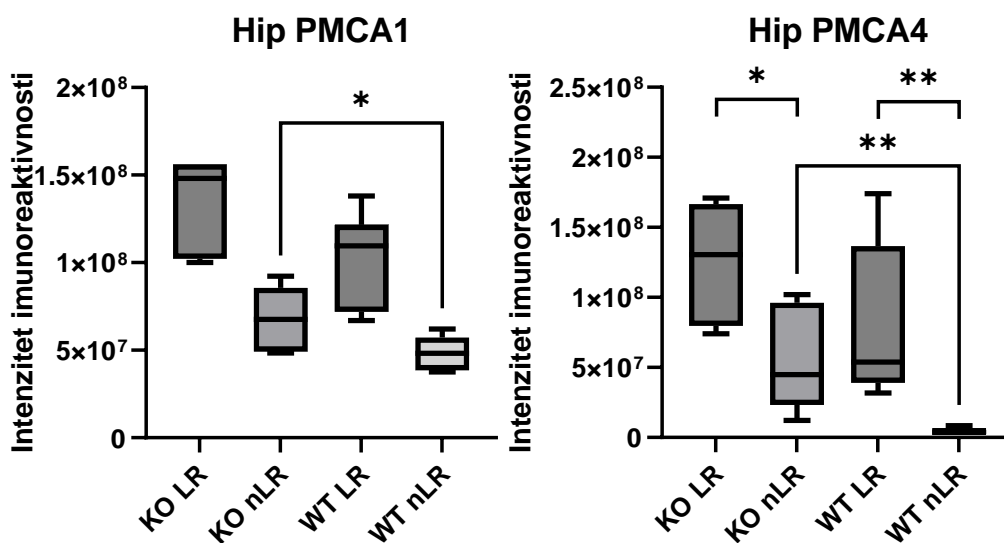 Hip PMCA1
Intenzitet imunoreaktivnosti
2×10⁸
1.5×10⁸
1×10⁸
5×10⁷
0
*
KO LR
KO nLR
WT LR
WT nLR
Hip PMCA4
Intenzitet imunoreaktivnosti
2.5×10⁸
2×10⁸
1.5×10⁸
1×10⁸
5×10⁷
0
*
**
**
KO LR
KO nLR
WT LR
WT nLR